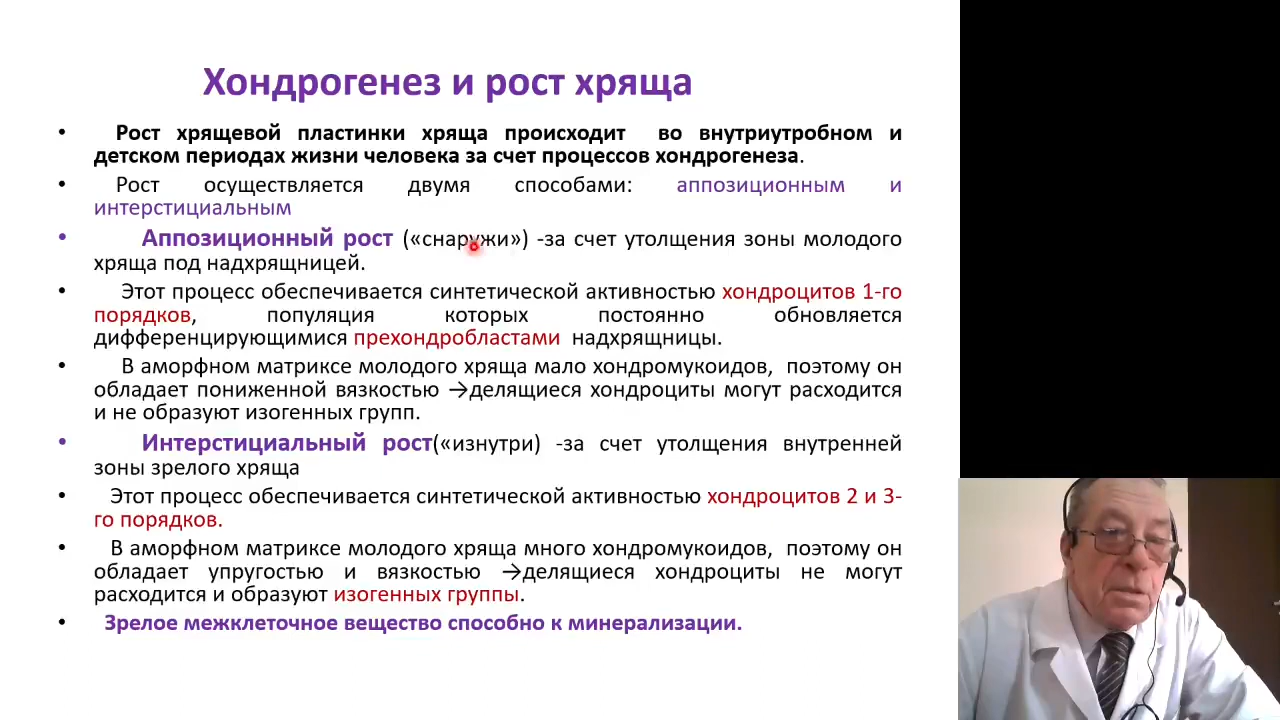 Хондрогенез и рост хряща
• Рост хрящевой пластинки хряща происходит во внутриутробном и
детском периодах жизни человека за счет процессов хондрогенеза.
• Рост осуществляется двумя способами: аппозиционным и
интерстициальным
• Аппозиционный рост («снаружи») -за счет утолщения зоны молодого
хряща под надхрящницей.
• Этот процесс обеспечивается синтетической активностью хондроцитов 1-го
порядков, популяция которых постоянно обновляется
дифференцирующимися прехондробластами надхрящницы.
• В аморфном матриксе молодого хряща мало хондромукоидов, поэтому он
обладает пониженной вязкостью →делящиеся хондроциты могут расходится
и не образуют изогенных групп.
• Интерстициальный рост(«изнутри) -за счет утолщения внутренней
зоны зрелого хряща
• Этот процесс обеспечивается синтетической активностью хондроцитов 2 и 3-
го порядков.
• В аморфном матриксе молодого хряща много хондромукоидов, поэтому он
обладает упругостью и вязкостью →делящиеся хондроциты не могут
расходится и образуют изогенных группы.
• Зрелое межклеточное вещество способно к минерализации.